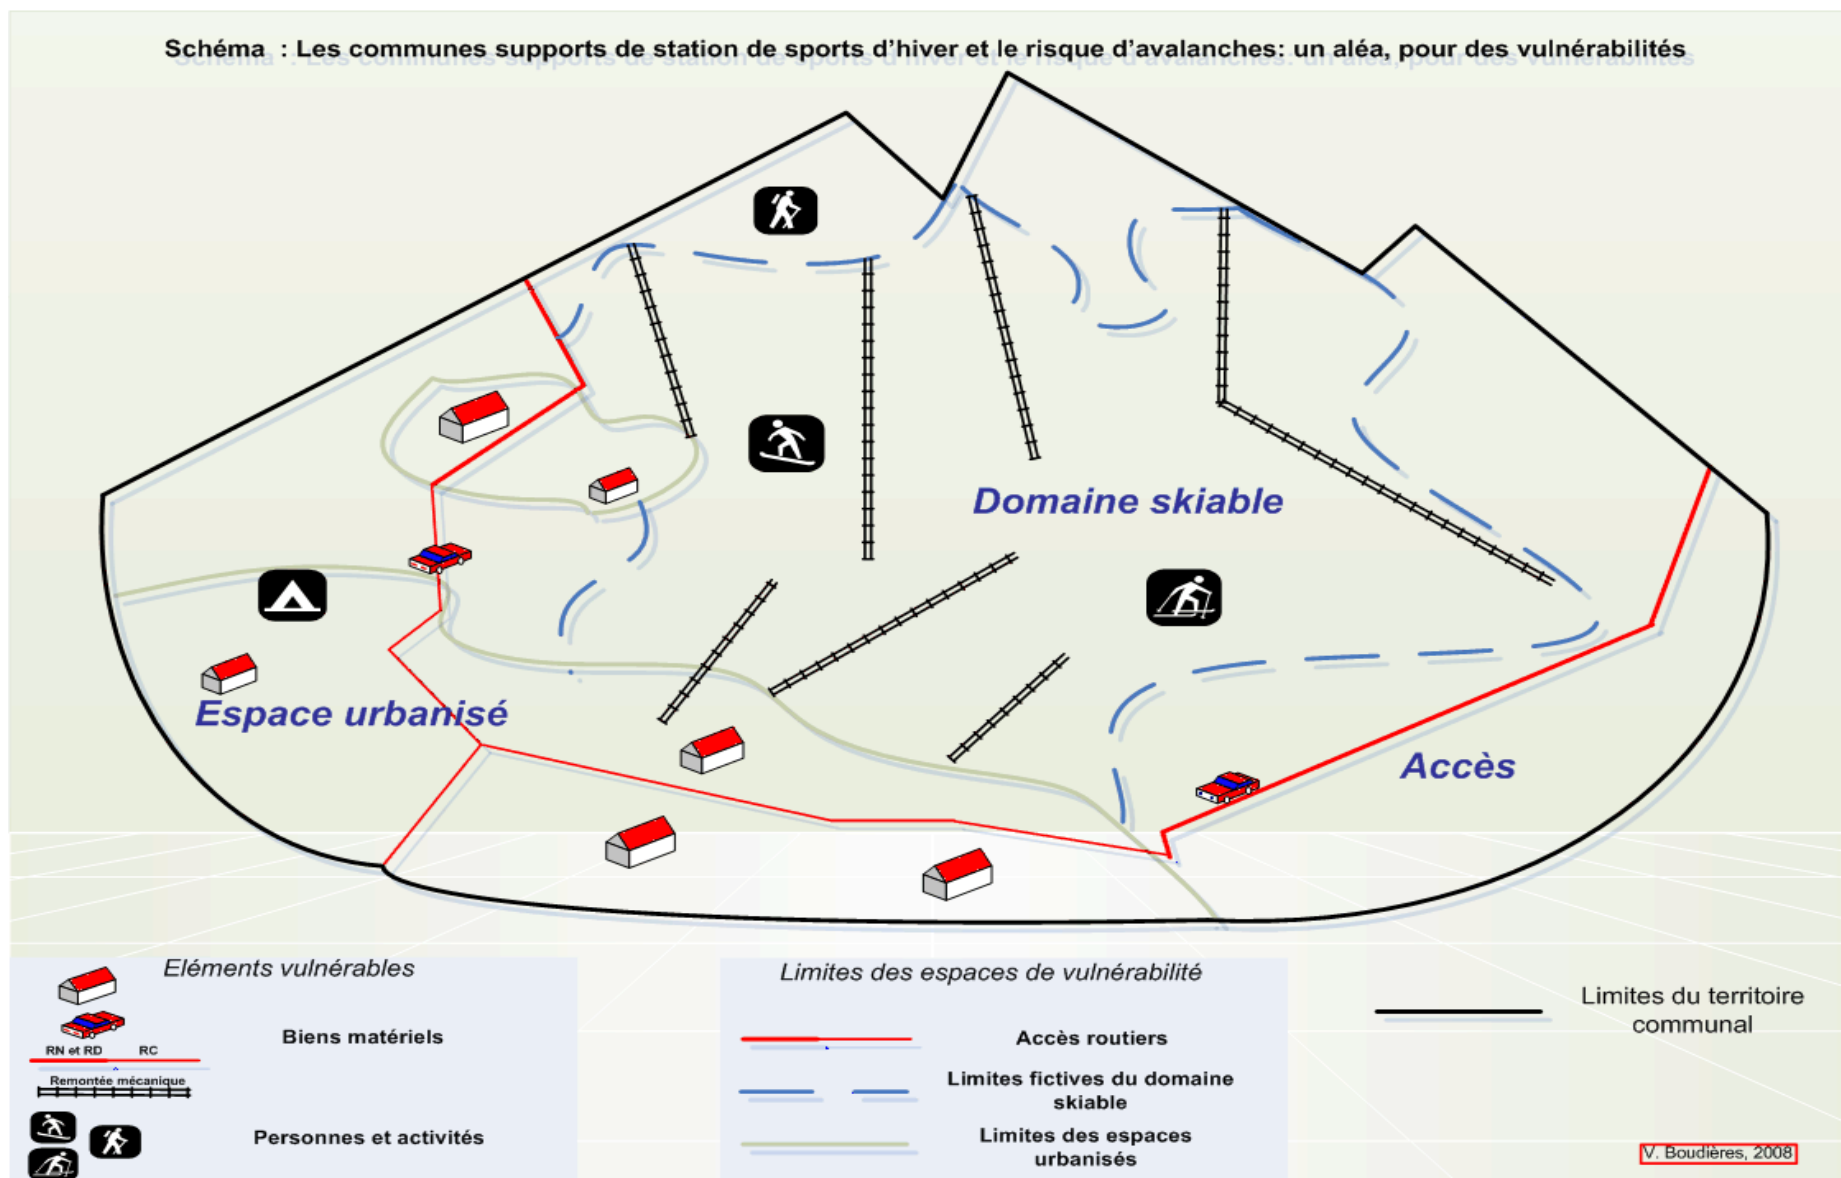 Schéma : Les communes supports de station de sports d'hiver et le risque d'avalanches: un aléa, pour des vulnérabilités
Domaine skiable
Espace urbanisé
Accès
Eléments vulnérables
Biens matériels
RN et RD RC
Remontée mécanique
Personnes et activités
Limites des espaces de vulnérabilité
Accès routiers
Limites fictives du domaine
skiable
Limites des espaces
urbanisés
Limites du territoire
communal
V. Boudières, 2008